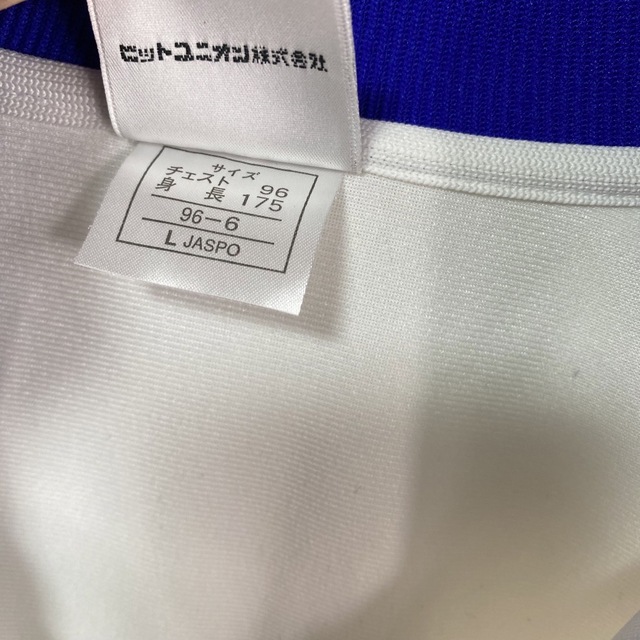 ヒットユニオン株式会社
サイズ
チェスト 96
身長 175
96-6
L JASPO